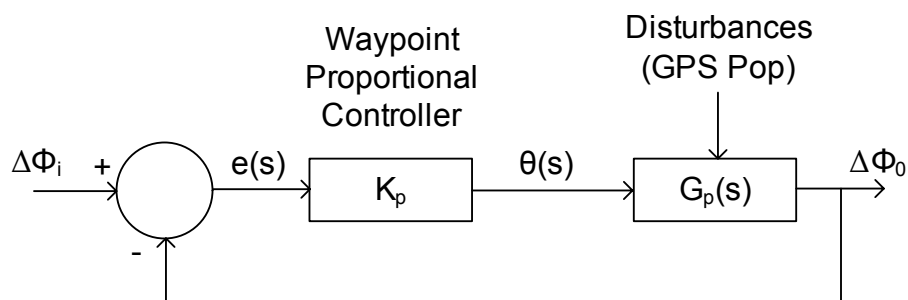 Waypoint
Proportional
Controller
Disturbances
(GPS Pop)
ΔΦi
+
-
e(s)
Kp
θ(s)
Gp(s)
ΔΦ0